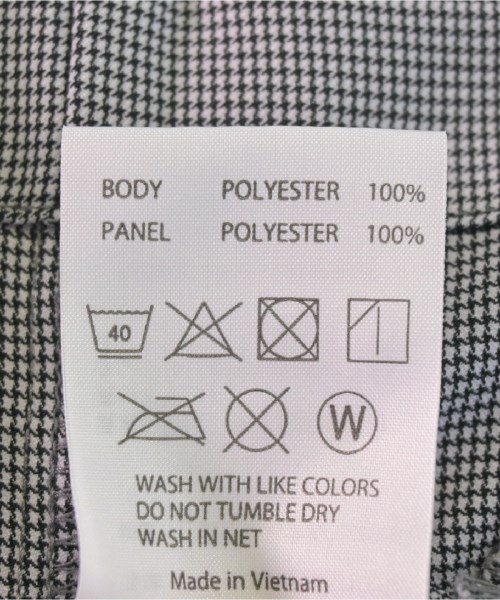 BODY POLYESTER 100%
PANEL POLYESTER 100%
40
W
WASH WITH LIKE COLORS
DO NOT TUMBLE DRY
WASH IN NET
Made in Vietnam